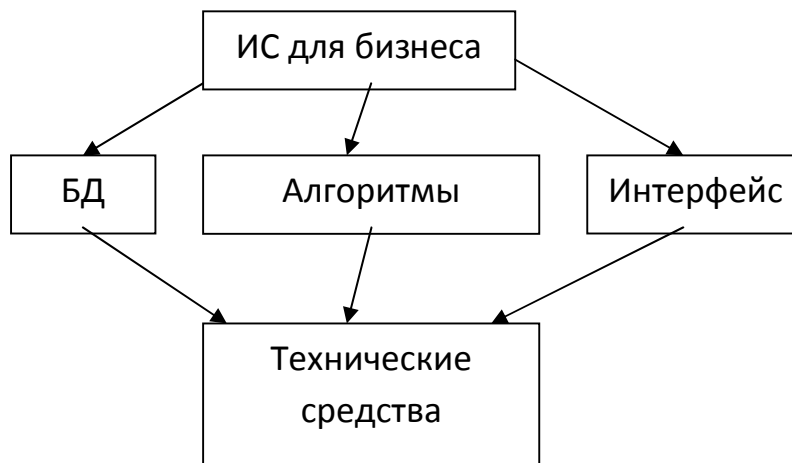 ИС для бизнеса
БД
Алгоритмы
Интерфейс
Технические
средства